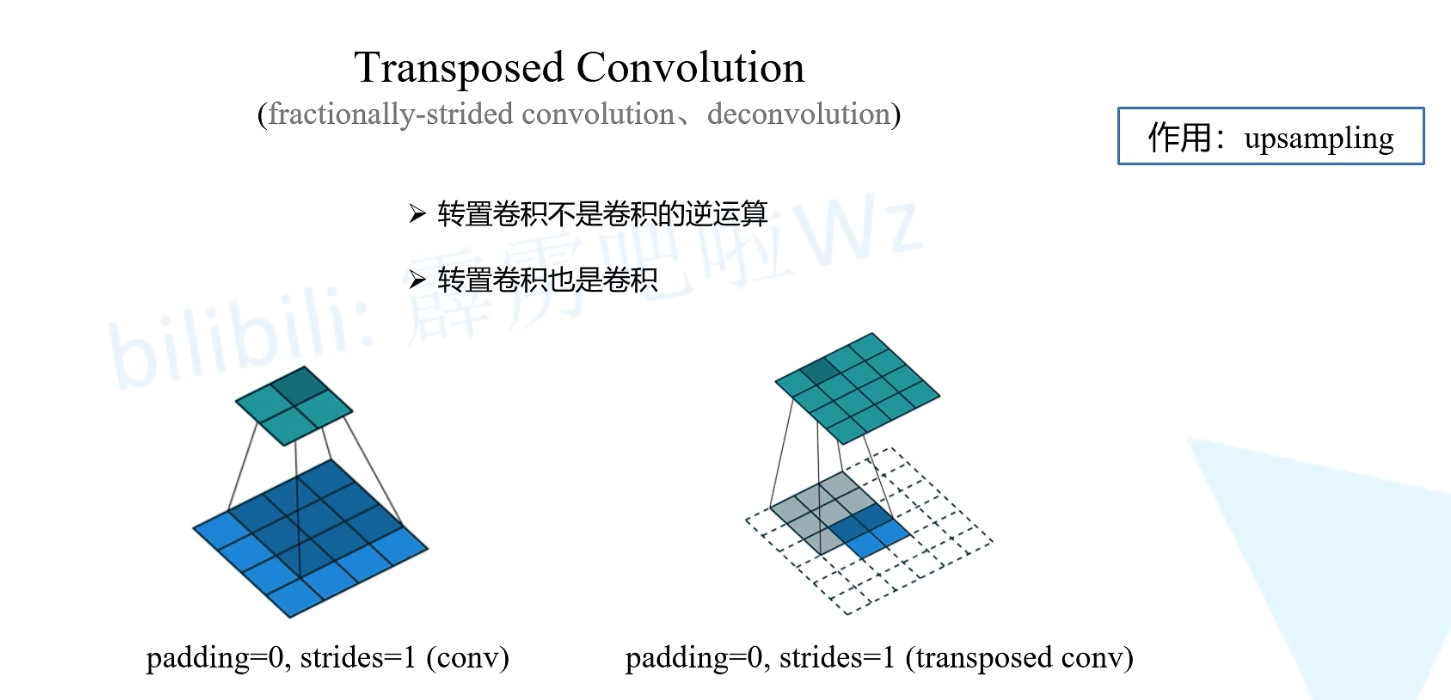 Transposed Convolution
(fractionally-strided convolution、deconvolution)
作用：upsampling
➢ 转置卷积不是卷积的逆运算
➢ 转置卷积也是卷积
bilibili: 霹雳吧啦Wz
padding=0, strides=1 (conv)
padding=0, strides=1 (transposed conv)